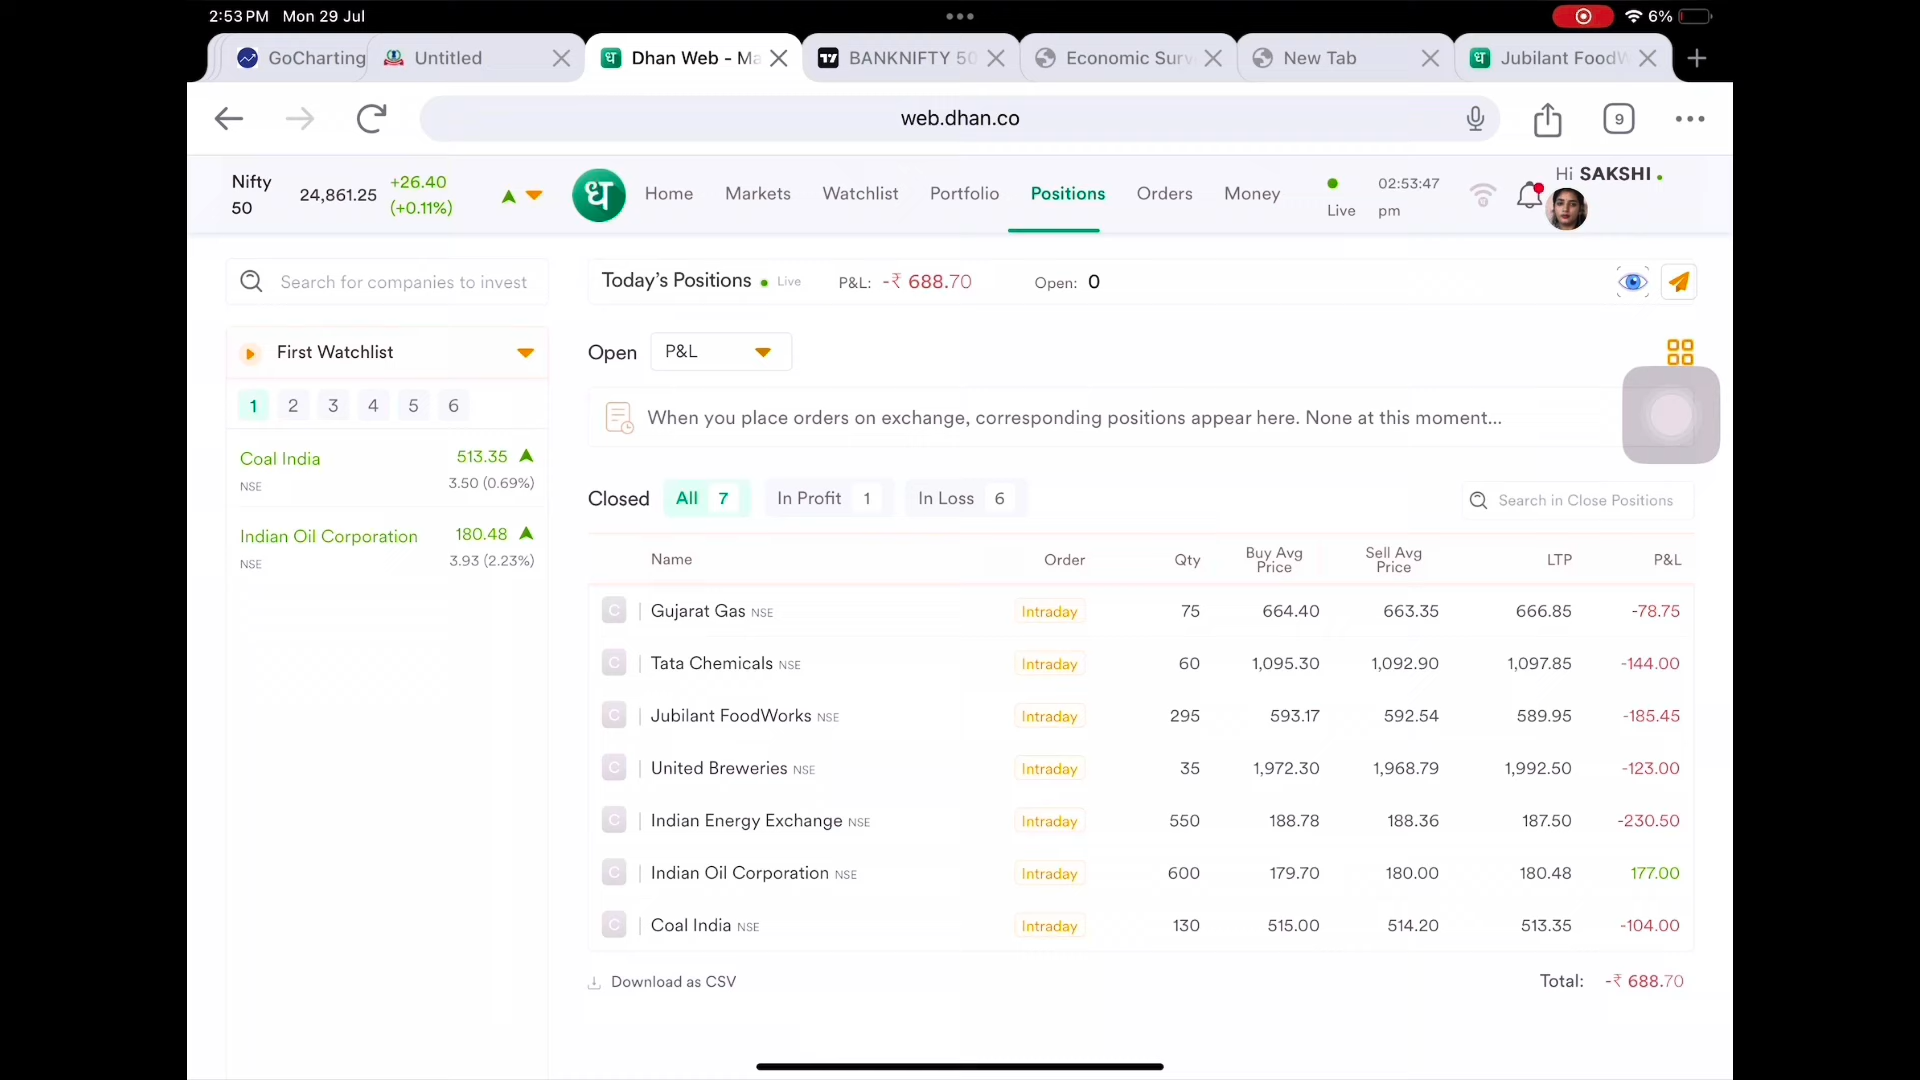 2:53 PM Mon 29 Jul
6%
GoCharting
Untitled
Dhan Web - Ma
BANKNIFTY 50
Economic Surv
New Tab
Jubilant FoodW
web.dhan.co
9
Nifty 50
24,861.25
+26.40
(+0.11%)
ध
Home Markets Watchlist Portfolio Positions Orders Money
Live
02:53:47 pm
Hi SAKSHI
Search for companies to invest
First Watchlist
1 2 3 4 5 6
Coal India 513.35
NSE 3.50 (0.69%)
Indian Oil Corporation 180.48
NSE 3.93 (2.23%)
Today's Positions Live P&L: -₹ 688.70 Open: 0
Open P&L
When you place orders on exchange, corresponding positions appear here. None at this moment...
Closed All 7 In Profit 1 In Loss 6
Search in Close Positions
Name Order Qty Buy Avg Price Sell Avg Price LTP P&L
C Gujarat Gas NSE Intraday 75 664.40 663.35 666.85 -78.75
C Tata Chemicals NSE Intraday 60 1,095.30 1,092.90 1,097.85 -144.00
C Jubilant FoodWorks NSE Intraday 295 593.17 592.54 589.95 -185.45
C United Breweries NSE Intraday 35 1,972.30 1,968.79 1,992.50 -123.00
C Indian Energy Exchange NSE Intraday 550 188.78 188.36 187.50 -230.50
C Indian Oil Corporation NSE Intraday 600 179.70 180.00 180.48 177.00
C Coal India NSE Intraday 130 515.00 514.20 513.35 -104.00
Download as CSV
Total: -₹ 688.70